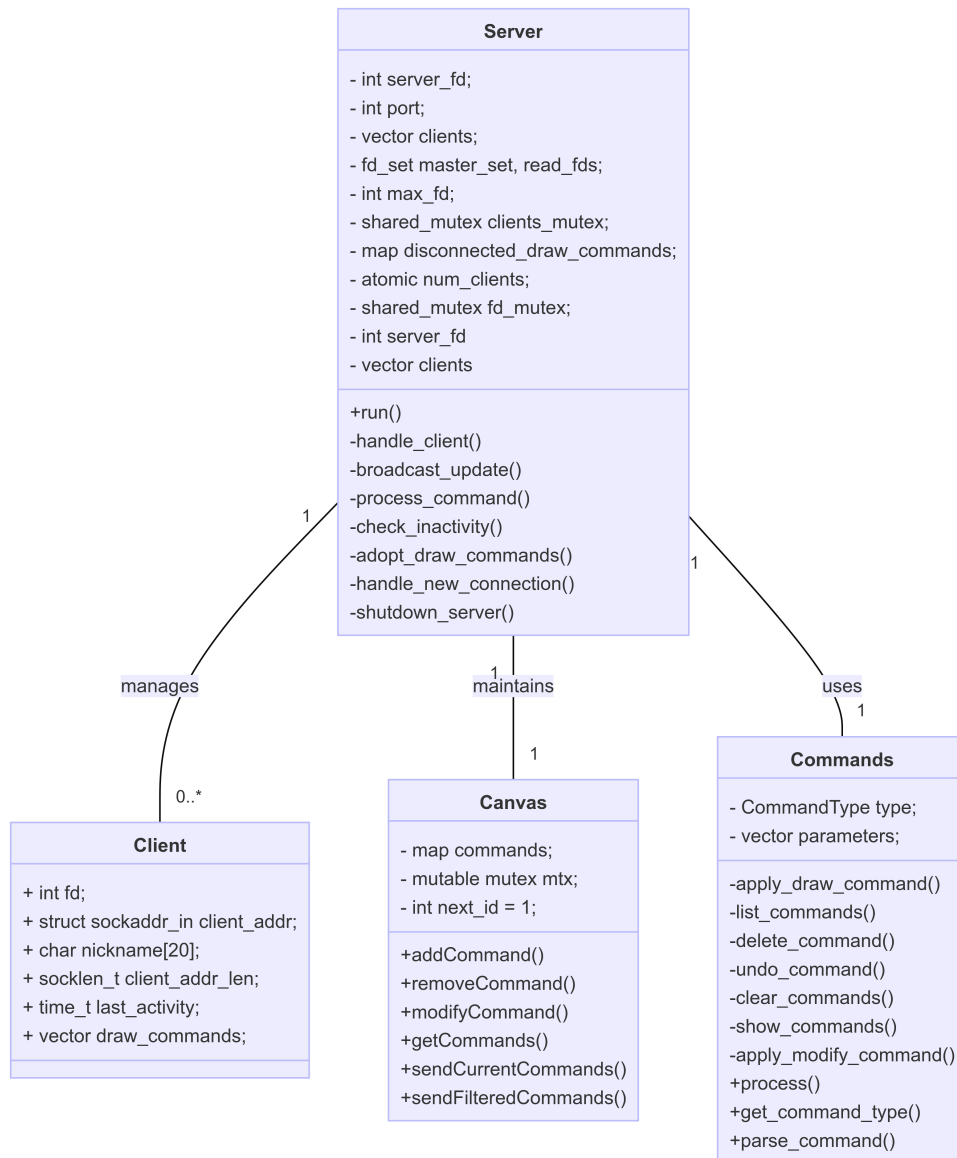 Server
- int server_fd;
- int port;
- vector clients;
- fd_set master_set, read_fds;
- int max_fd;
- shared_mutex clients_mutex;
- map disconnected_draw_commands;
- atomic num_clients;
- shared_mutex fd_mutex;
- int server_fd
- vector clients
+run()
-handle_client()
-broadcast_update()
-process_command()
-check_inactivity()
-adopt_draw_commands()
-handle_new_connection()
-shutdown_server()
1
manages
0..*
1
maintains
1
1
uses
1
Client
+ int fd;
+ struct sockaddr_in client_addr;
+ char nickname[20];
+ socklen_t client_addr_len;
+ time_t last_activity;
+ vector draw_commands;
Canvas
- map commands;
- mutable mutex mtx;
- int next_id = 1;
+addCommand()
+removeCommand()
+modifyCommand()
+getCommands()
+sendCurrentCommands()
+sendFilteredCommands()
Commands
- CommandType type;
- vector parameters;
-apply_draw_command()
-list_commands()
-delete_command()
-undo_command()
-clear_commands()
-show_commands()
-apply_modify_command()
+process()
+get_command_type()
+parse_command()